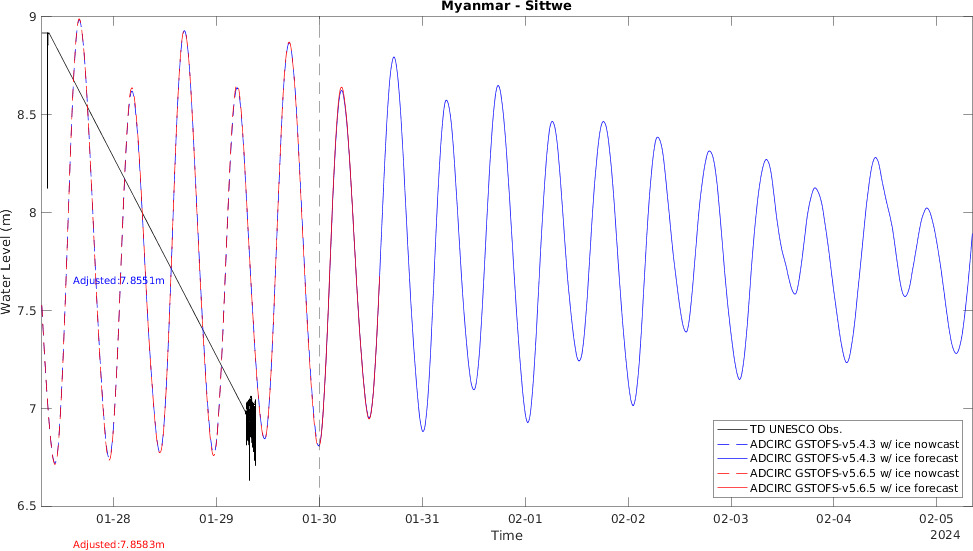 Myanmar - Sittwe
9
8.5
8
7.5
7
6.5
Water Level (m)
Adjusted:7.8551m
TD UNESCO Obs.
ADCIRC GSTOFS-v5.4.3 w/ ice nowcast
ADCIRC GSTOFS-v5.4.3 w/ ice forecast
ADCIRC GSTOFS-v5.6.5 w/ ice nowcast
ADCIRC GSTOFS-v5.6.5 w/ ice forecast
01-28 01-29 01-30 01-31 02-01 02-02 02-03 02-04 02-05
Time 2024
Adjusted:7.8583m